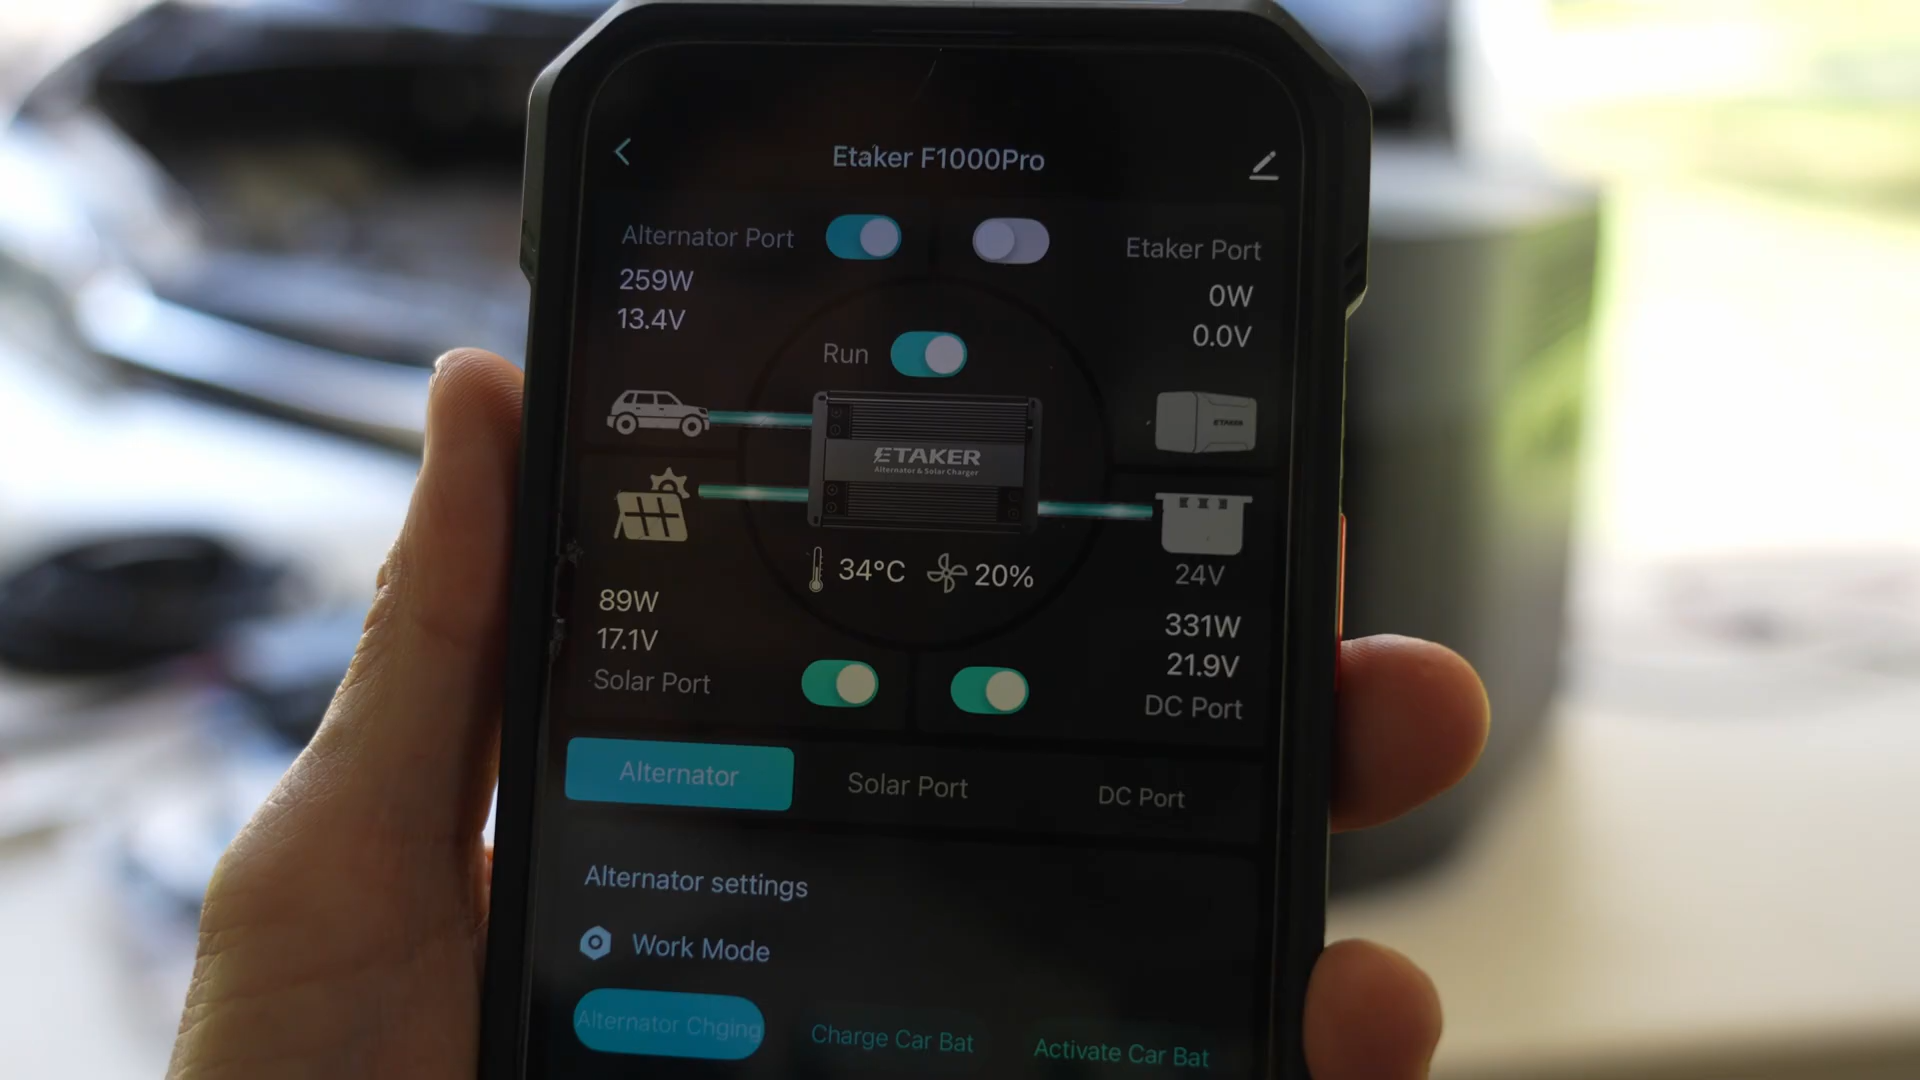 Etaker F1000Pro
Alternator Port
Etaker Port
259W
13.4V
0W
0.0V
Run
ETAKER
Alternator & Solar Charger
ETAKER
34°C
20%
24V
89W
17.1V
Solar Port
331W
21.9V
DC Port
Alternator
Solar Port
DC Port
Alternator settings
Work Mode
Alternator Chging
Charge Car Bat
Activate Car Bat